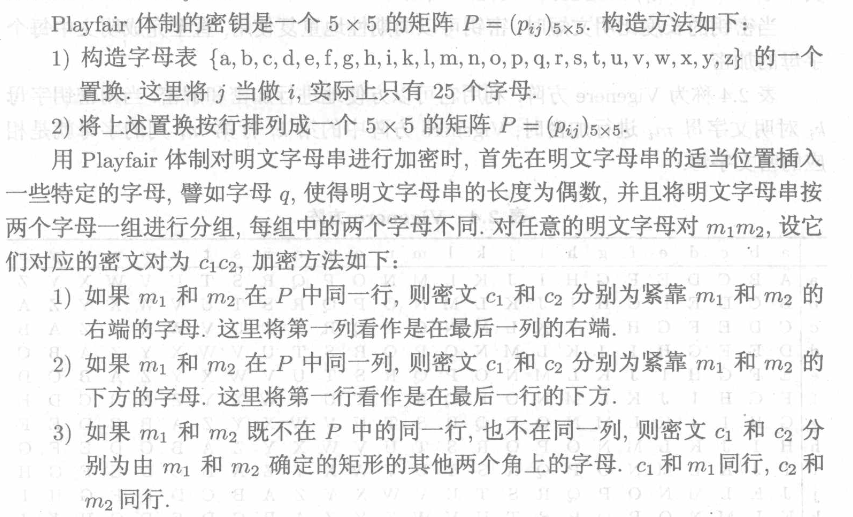 Playfair 体制的密钥是一个 5×5 的矩阵 P = (p_{ij})_{5×5}. 构造方法如下:
1) 构造字母表 {a,b,c,d,e,f,g,h,i,k,l,m,n,o,p,q,r,s,t,u,v,w,x,y,z} 的一个
置换. 这里将 j 当做 i, 实际上只有 25 个字母.
2) 将上述置换按行排列成一个 5×5 的矩阵 P = (p_{ij})_{5×5}.
用 Playfair 体制对明文字母串进行加密时, 首先在明文字母串的适当位置插入
一些特定的字母, 譬如字母 q, 使得明文字母串的长度为偶数, 并且将明文字母串按
两个字母一组进行分组, 每组中的两个字母不同. 对任意的明文字母对 m_1m_2, 设它
们对应的密文对为 c_1c_2, 加密方法如下:
1) 如果 m_1 和 m_2 在 P 中同一行, 则密文 c_1 和 c_2 分别为紧靠 m_1 和 m_2 的
右端的字母. 这里将第一列看作是在最后一列的右端.
2) 如果 m_1 和 m_2 在 P 中同一列, 则密文 c_1 和 c_2 分别为紧靠 m_1 和 m_2 的
下方的字母. 这里将第一行看作是在最后一行的下方.
3) 如果 m_1 和 m_2 既不在 P 中的同一行, 也不在同一列, 则密文 c_1 和 c_2 分
别为由 m_1 和 m_2 确定的矩形的其他两个角上的字母. c_1 和 m_1 同行, c_2 和
m_2 同行.